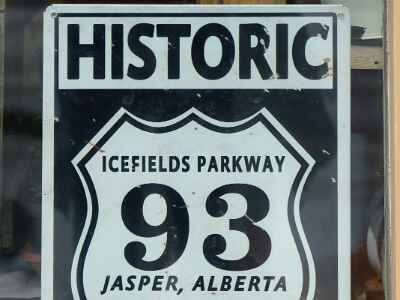 HISTORIC
ICEFIELDS PARKWAY
93
JASPER, ALBERTA